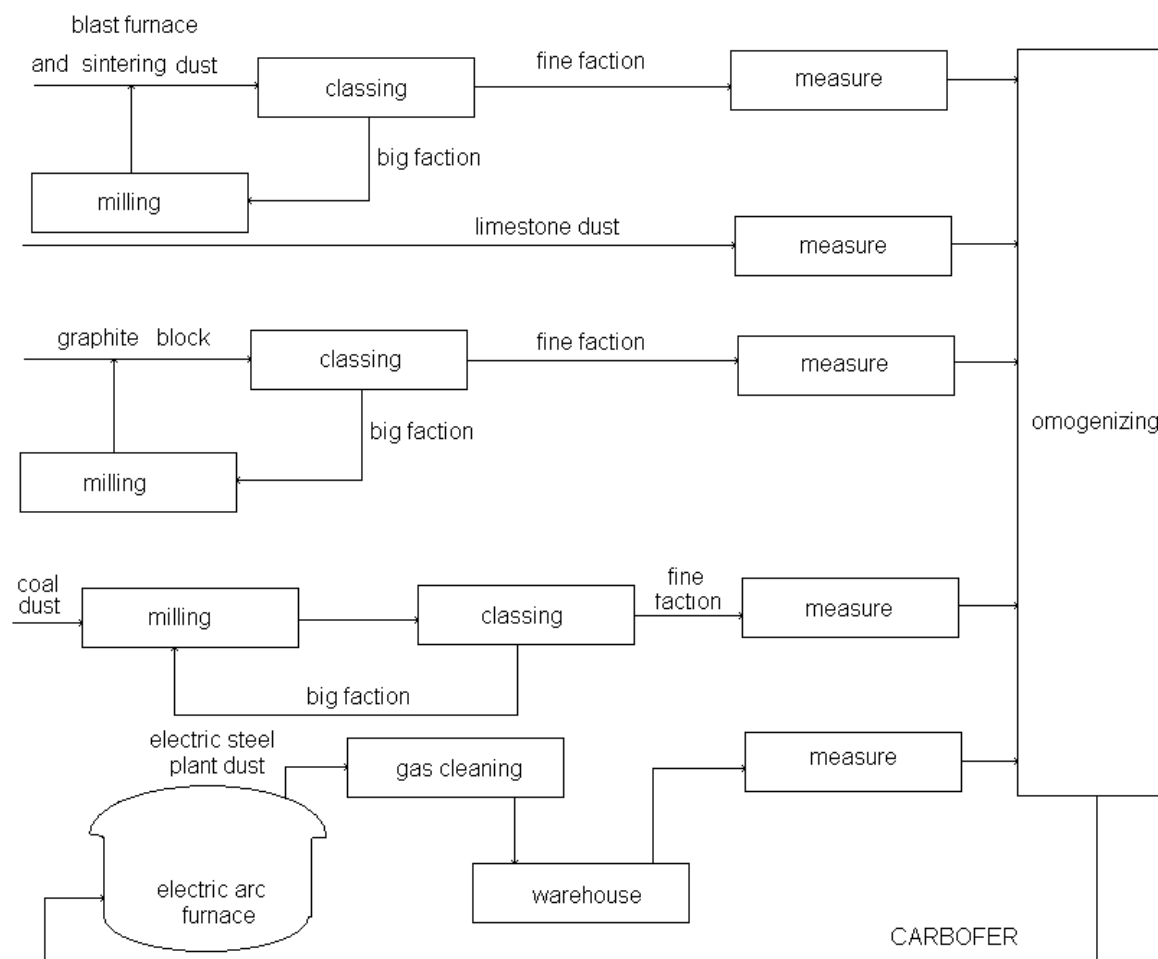 blast furnace
and sintering dust
classing
fine faction
measure
big faction
milling
limestone dust
measure
graphite block
classing
fine faction
measure
big faction
milling
omogenizing
coal
dust
milling
classing
fine
faction
measure
big faction
electric steel
plant dust
gas cleaning
measure
electric arc
furnace
warehouse
CARBOFER